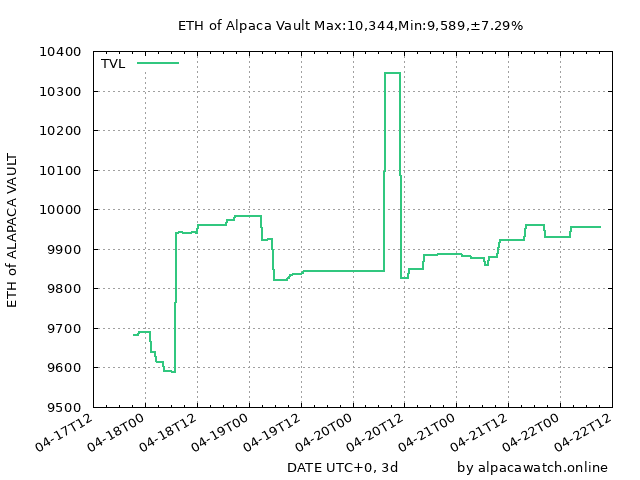 ETH of Alpaca Vault Max:10,344,Min:9,589,±7.29%
TVL
10400
10300
10200
10100
10000
9900
9800
9700
9600
9500
ETH of ALAPACA VAULT
04-17T12
04-18T00
04-18T12
04-19T00
04-19T12
04-20T00
04-20T12
04-21T00
04-21T12
04-22T00
04-22T12
DATE UTC+0, 3d
by alpacawatch.online